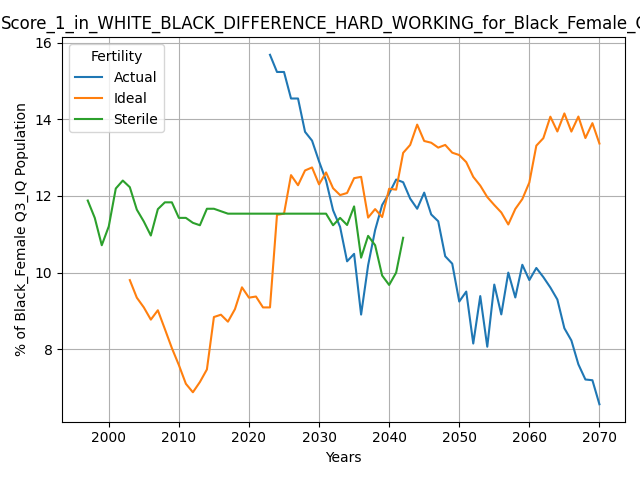 Score_1_in_WHITE_BLACK_DIFFERENCE_HARD_WORKING_for_Black_Female_
16
14
12
10
8
% of Black_Female Q3_IQ Population
Fertility
Actual
Ideal
Sterile
2000
2010
2020
2030
2040
2050
2060
2070
Years